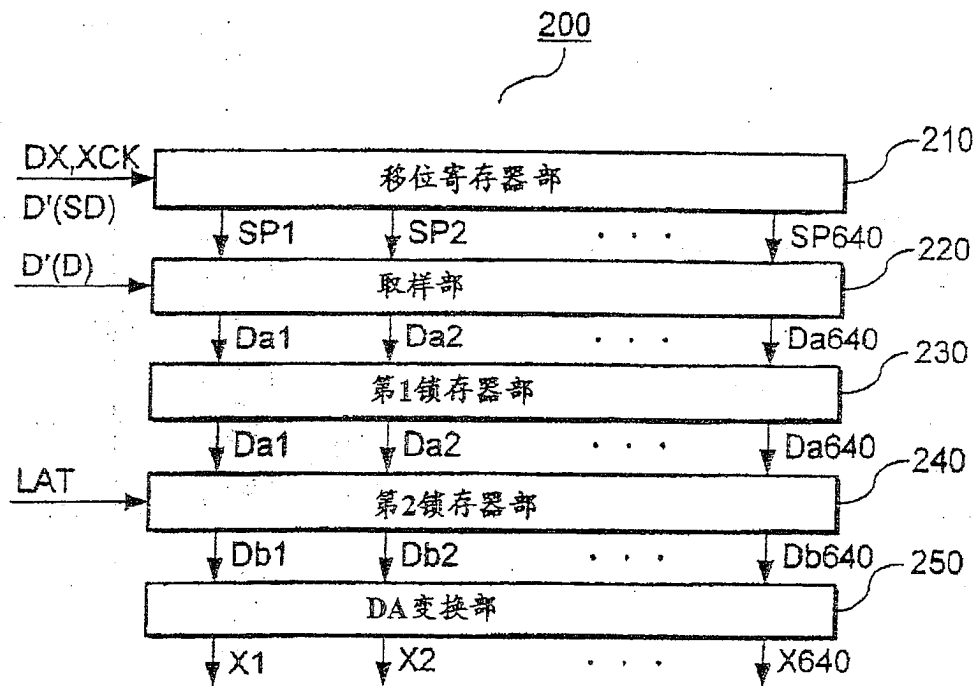 200
DX,XCK
移位寄存器部
210
D'(SD)
SP1
SP2
· · ·
SP640
220
D'(D)
取样部
Da1
Da2
· · ·
Da640
230
第1锁存器部
Da1
Da2
· · ·
Da640
240
LAT
第2锁存器部
Db1
Db2
· · ·
Db640
250
DA变换部
X1
X2
· · ·
X640